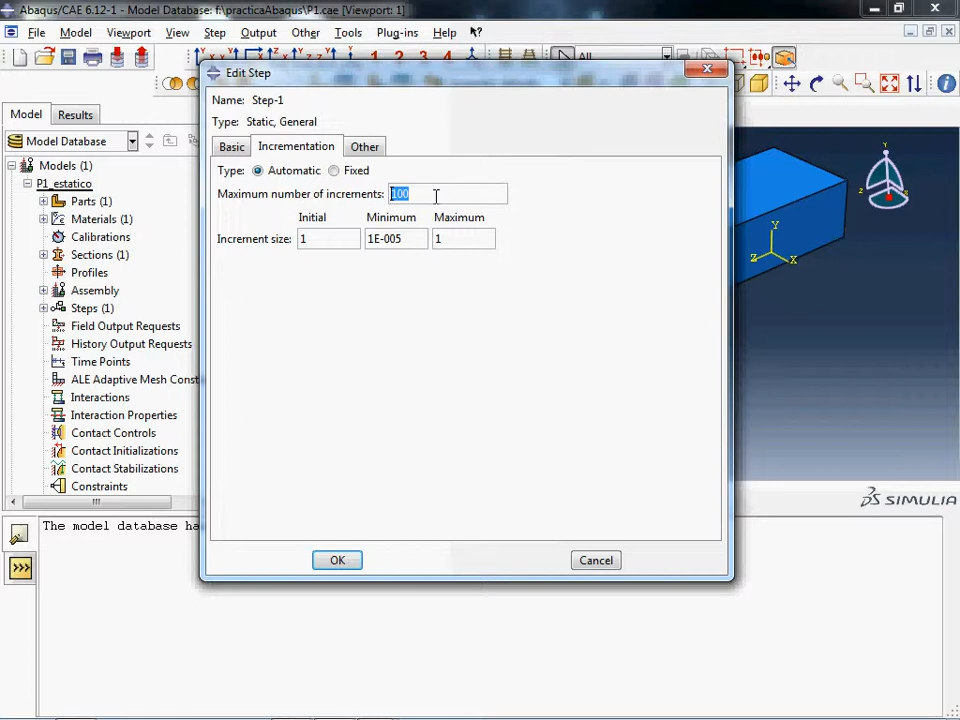 Abaqus/CAE 6.12-1 - Model Database: f:\practicaAbaqus\P1.cae [Viewport: 1]
File Model Viewport View Step Output Other Tools Plug-ins Help
All
1 2 3 4
Model Results
Model Database
Models (1)
P1_estatico
Parts (1)
Materials (1)
Calibrations
Sections (1)
Profiles
Assembly
Steps (1)
Field Output Requests
History Output Requests
Time Points
ALE Adaptive Mesh Const
Interactions
Interaction Properties
Contact Controls
Contact Initializations
Contact Stabilizations
Constraints
Edit Step
Name: Step-1
Type: Static, General
Basic Incrementation Other
Type: Automatic Fixed
Maximum number of increments: 100
Initial Minimum Maximum
Increment size: 1 1E-005 1
OK Cancel
Y
Z X
Y
Z X
SIMULIA
The model database ha
>>>